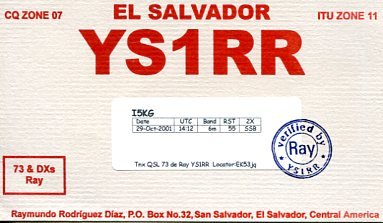 CQ ZONE 07
EL SALVADOR
ITU ZONE 11
YS1RR
I5KG
Date UTC Band RST 2X
29-Oct-2001 14:12 6m 55 SSB
Tnx QSL 73 de Ray YS1RR Locator:EK53jq
verified by
Ray
YS1RR
73 & DXs
Ray
Raymundo Rodríguez Díaz, P.O. Box No.32, San Salvador, El Salvador, Central America